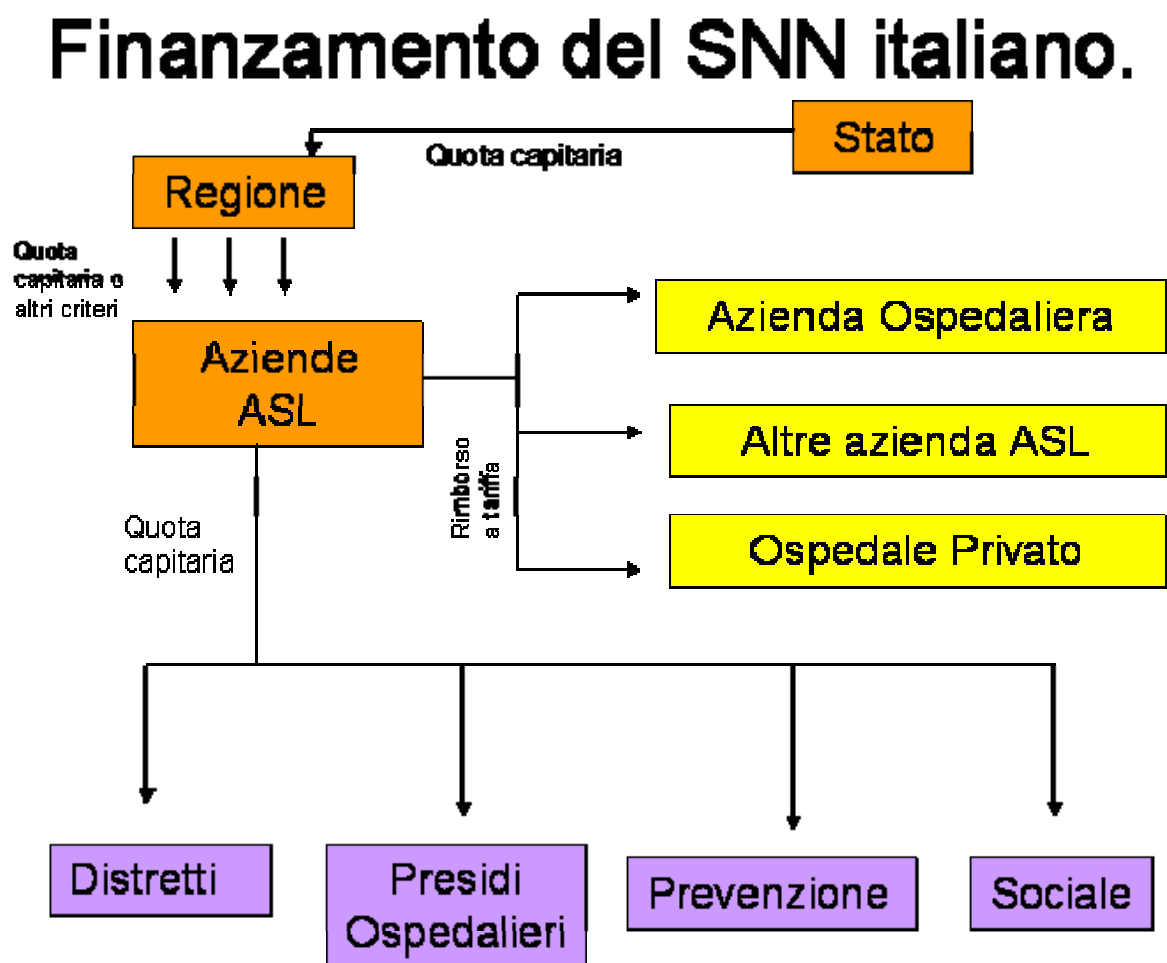 Finanzamento del SNN italiano.
Stato
Quota capitaria
Regione
Quota
capitaria o
altri criteri
Aziende
ASL
Azienda Ospedaliera
Altre azienda ASL
Ospedale Privato
Rimborso
a tariffa
Quota
capitaria
Distretti
Presidi
Ospedalieri
Prevenzione
Sociale